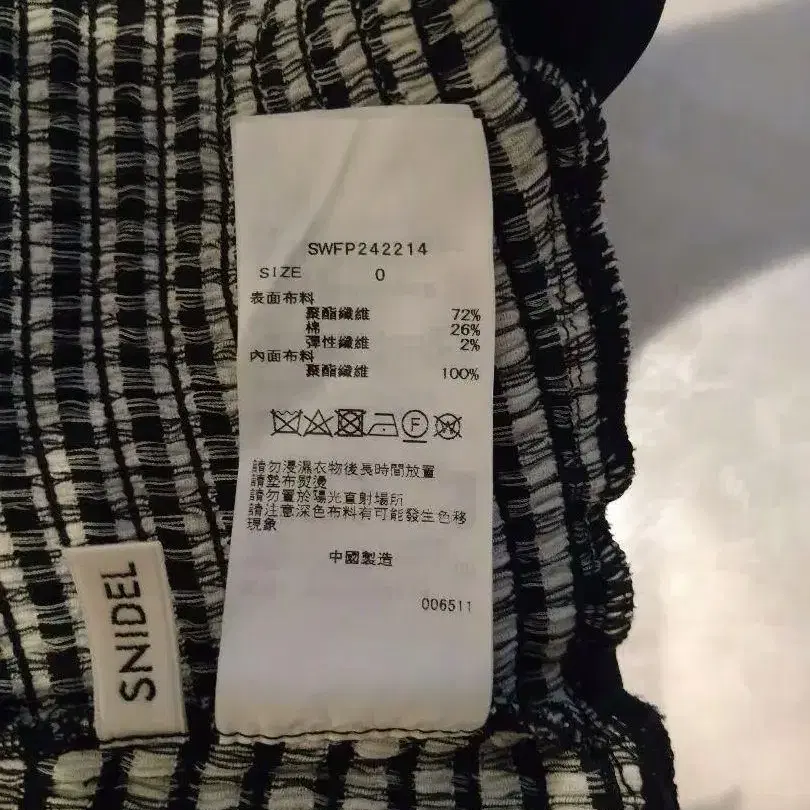 SWFP242214
SIZE 0
表面布料
聚酯纖維 72%
棉 26%
彈性纖維 2%
內面布料
聚酯纖維 100%
F W
請勿浸濕衣物後長時間放置
請墊布熨燙
請勿置於陽光直射場所
請注意深色布料有可能發生色移
現象
中國製造
006511
SNIDEL